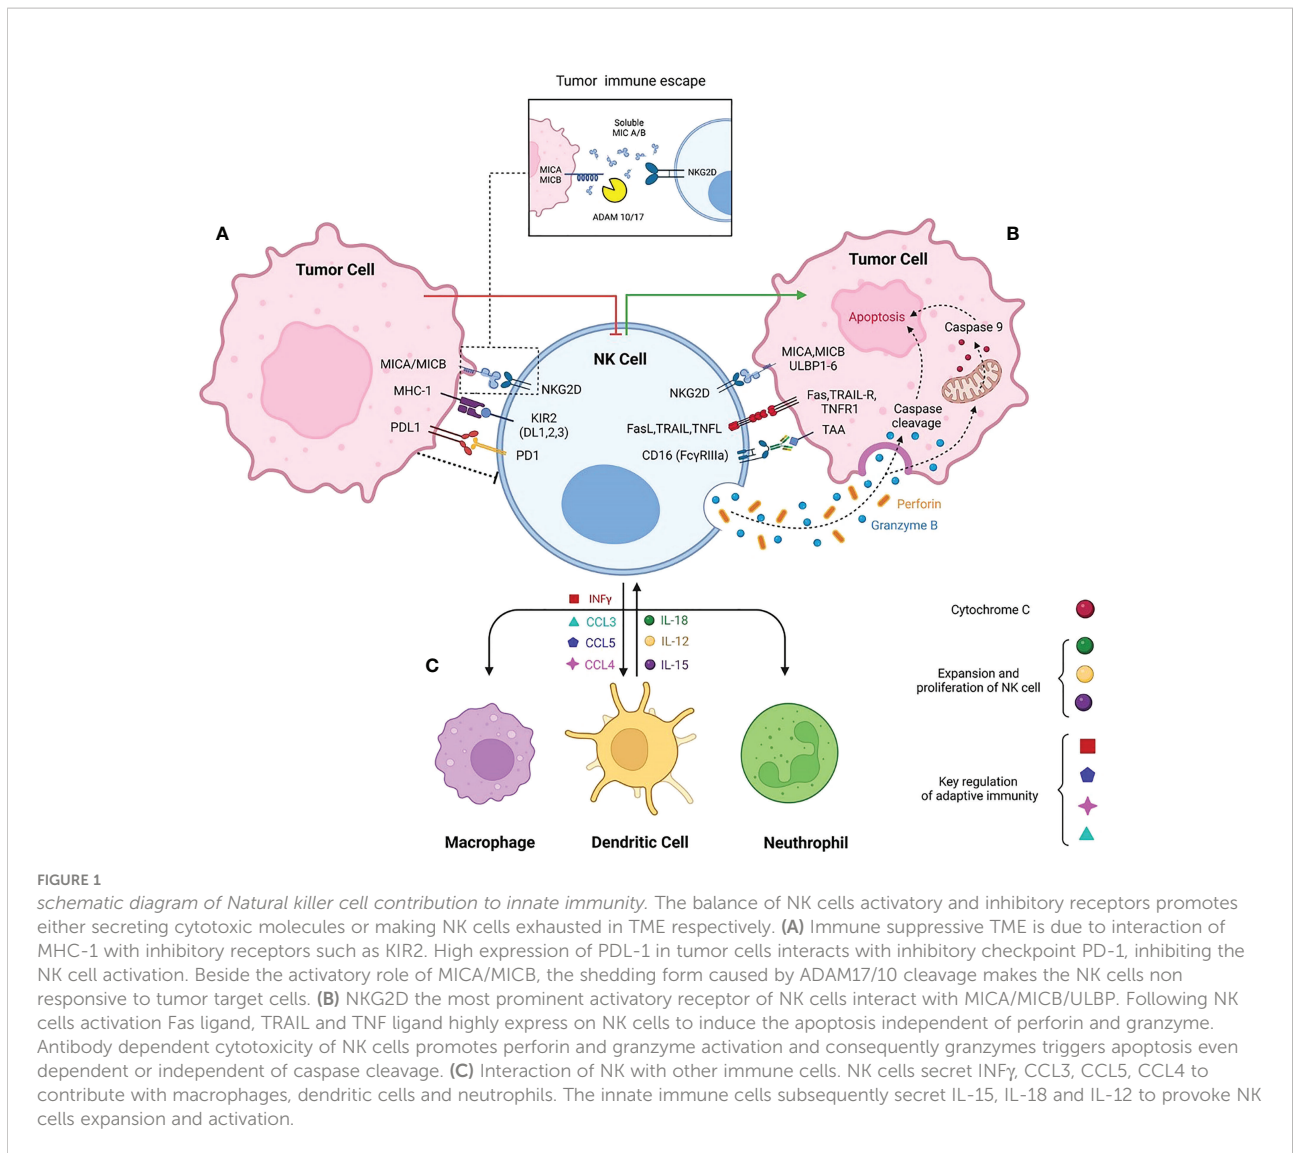 Tumor immune escape
Soluble
MIC A/B
MICA
MICB
NKG2D
ADAM 10/17
A
B
Tumor Cell
Tumor Cell
Apoptosis
Caspase 9
NK Cell
MICA/MICB
NKG2D
MHC-1
KIR2
(DL1,2,3)
PDL1
PD1
MICA,MICB
ULBP1-6
NKG2D
Fas,TRAIL-R,
TNFR1
FasL,TRAIL,TNFL
TAA
CD16 (FcγRIIIa)
Caspase
cleavage
Perforin
Granzyme B
INFγ
CCL3
CCL5
CCL4
IL-18
IL-12
IL-15
C
Macrophage
Dendritic Cell
Neuthrophil
Cytochrome C
Expansion and
proliferation of NK cell
Key regulation
of adaptive immunity
FIGURE 1
schematic diagram of Natural killer cell contribution to innate immunity. The balance of NK cells activatory and inhibitory receptors promotes
either secreting cytotoxic molecules or making NK cells exhausted in TME respectively. (A) Immune suppressive TME is due to interaction of
MHC-1 with inhibitory receptors such as KIR2. High expression of PDL-1 in tumor cells interacts with inhibitory checkpoint PD-1, inhibiting the
NK cell activation. Beside the activatory role of MICA/MICB, the shedding form caused by ADAM17/10 cleavage makes the NK cells non
responsive to tumor target cells. (B) NKG2D the most prominent activatory receptor of NK cells interact with MICA/MICB/ULBP. Following NK
cells activation Fas ligand, TRAIL and TNF ligand highly express on NK cells to induce the apoptosis independent of perforin and granzyme.
Antibody dependent cytotoxicity of NK cells promotes perforin and granzyme activation and consequently granzymes triggers apoptosis even
dependent or independent of caspase cleavage. (C) Interaction of NK with other immune cells. NK cells secret INFγ, CCL3, CCL5, CCL4 to
contribute with macrophages, dendritic cells and neutrophils. The innate immune cells subsequently secret IL-15, IL-18 and IL-12 to provoke NK
cells expansion and activation.